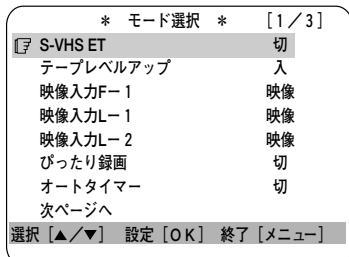 ＊ モード選択 ＊ [1／3]
S-VHS ET 切
テープレベルアップ 入
映像入力F－1 映像
映像入力L－1 映像
映像入力L－2 映像
ぴったり録画 切
オートタイマー 切
次ページへ
選択 [▲／▼] 設定 [OK] 終了 [メニュー]